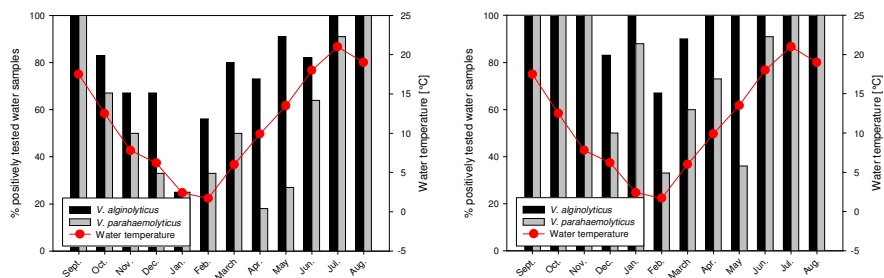 100
80
60
40
20
0
% positively tested water samples
25
20
15
10
5
0
-5
Water temperature [°C]
V. alginolyticus
V. parahaemolyticus
Water temperature
Sept. Oct. Nov. Dec. Jan. Feb. March Apr. May Jun. Jul. Aug.
100
80
60
40
20
0
% positively tested water samples
25
20
15
10
5
0
-5
Water temperature [°C]
V. alginolyticus
V. parahaemolyticus
Water temperature
Sept. Oct. Nov. Dec. Jan. Feb. March Apr. May Jun. Jul. Aug.